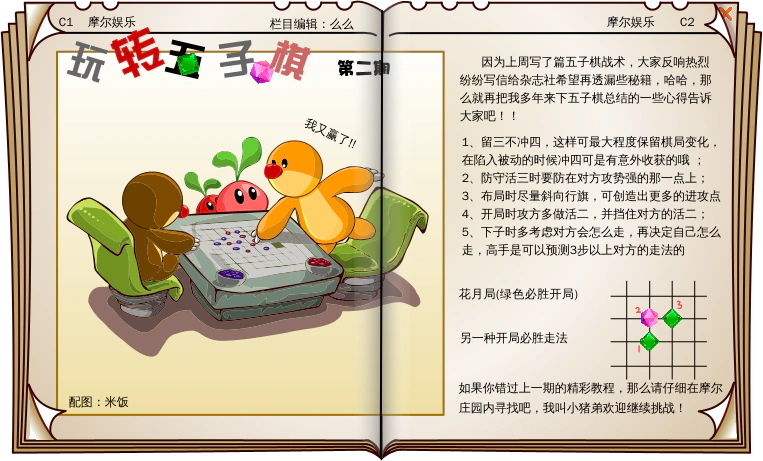 C1 摩尔娱乐
栏目编辑：么么
玩转五子棋
第二期
我又赢了!!
配图：米饭
摩尔娱乐 C2
因为上周写了篇五子棋战术，大家反响热烈
纷纷写信给杂志社希望再透漏些秘籍，哈哈，那
么就再把我多年来下五子棋总结的一些心得告诉
大家吧！！
1、留三不冲四，这样可最大程度保留棋局变化，
在陷入被动的时候冲四可是有意外收获的哦 ；
2、防守活三时要防在对方攻势强的那一点上；
3、布局时尽量斜向行旗，可创造出更多的进攻点
4、开局时攻方多做活二，并挡住对方的活二；
5、下子时多考虑对方会怎么走，再决定自己怎么
走，高手是可以预测3步以上对方的走法的
花月局(绿色必胜开局）
另一种开局必胜走法
2
3
1
如果你错过上一期的精彩教程，那么请仔细在摩尔
庄园内寻找吧，我叫小猪弟欢迎继续挑战！